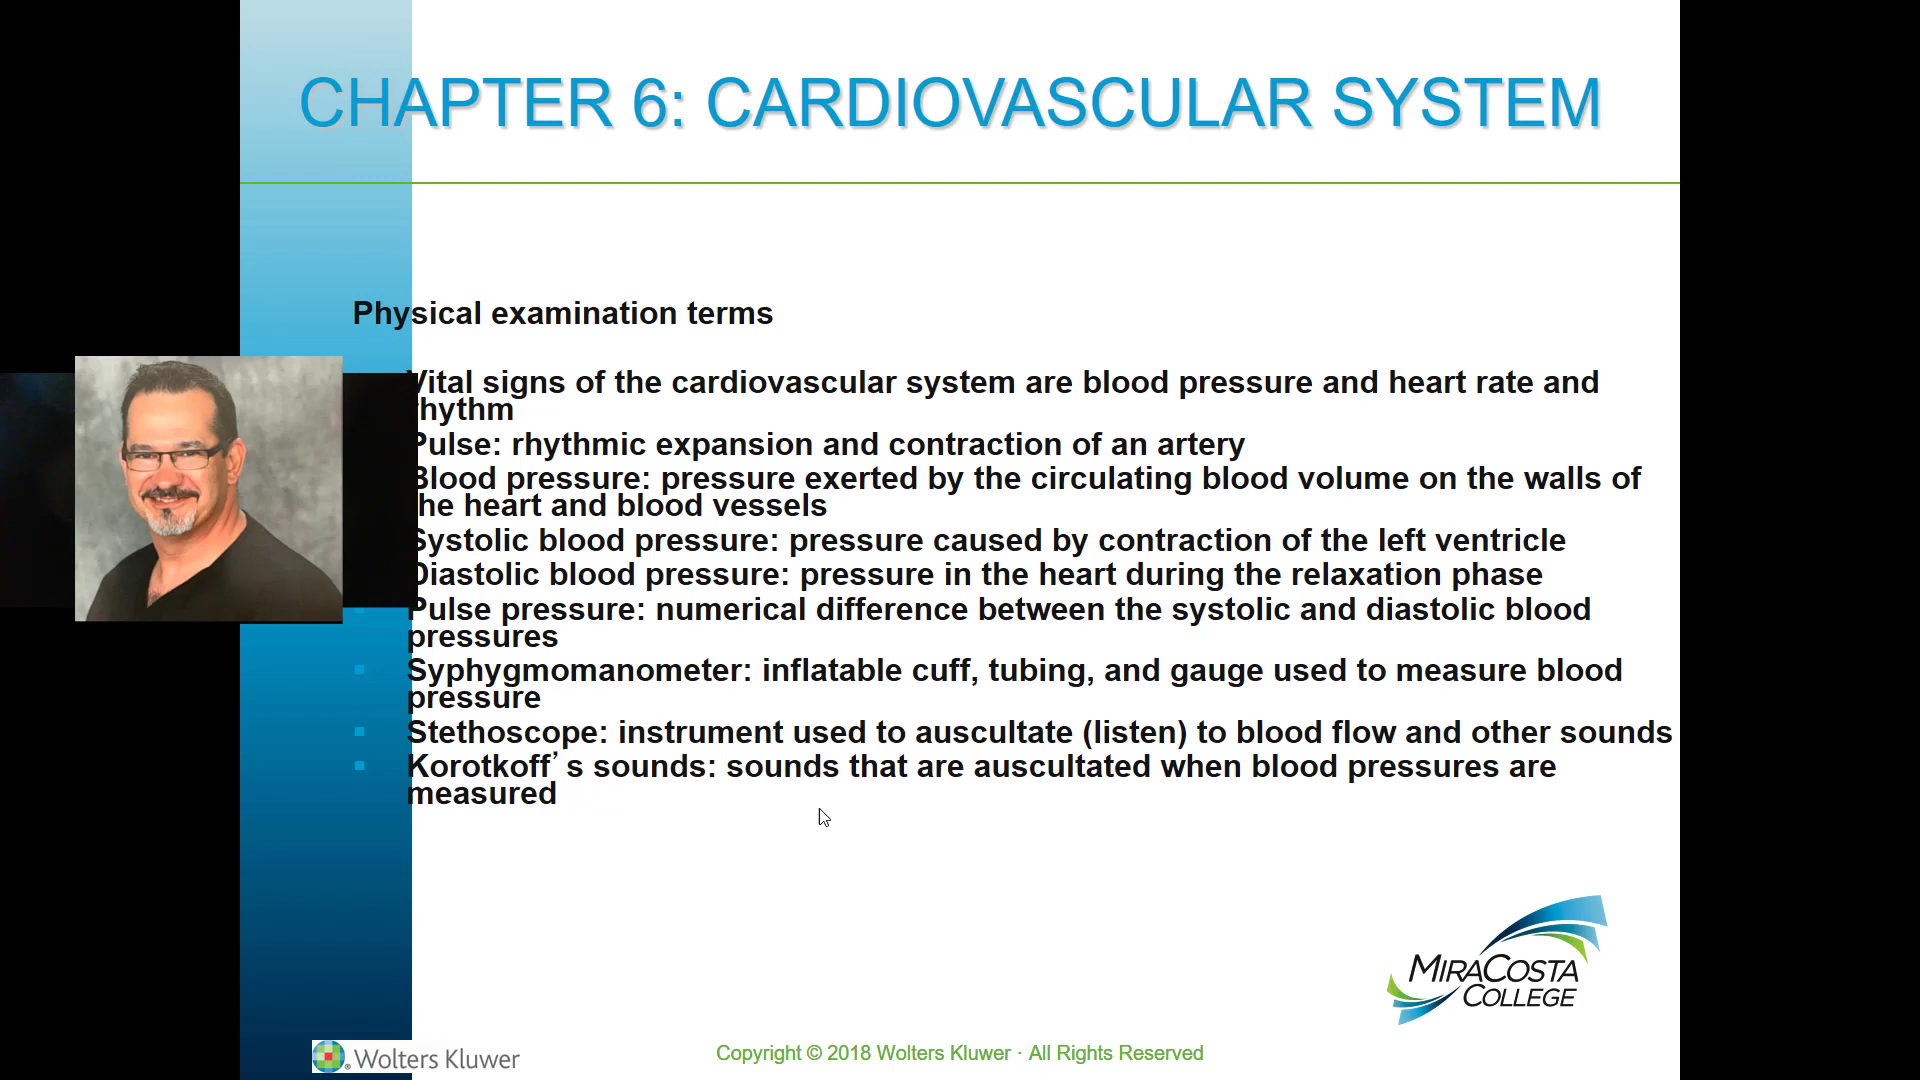 CHAPTER 6: CARDIOVASCULAR SYSTEM
Physical examination terms
Vital signs of the cardiovascular system are blood pressure and heart rate and
rhythm
Pulse: rhythmic expansion and contraction of an artery
Blood pressure: pressure exerted by the circulating blood volume on the walls of
the heart and blood vessels
Systolic blood pressure: pressure caused by contraction of the left ventricle
Diastolic blood pressure: pressure in the heart during the relaxation phase
Pulse pressure: numerical difference between the systolic and diastolic blood
pressures
Syphygmomanometer: inflatable cuff, tubing, and gauge used to measure blood
pressure
Stethoscope: instrument used to auscultate (listen) to blood flow and other sounds
Korotkoff’s sounds: sounds that are auscultated when blood pressures are
measured
MIRACOSTA
COLLEGE
Wolters Kluwer
Copyright © 2018 Wolters Kluwer · All Rights Reserved